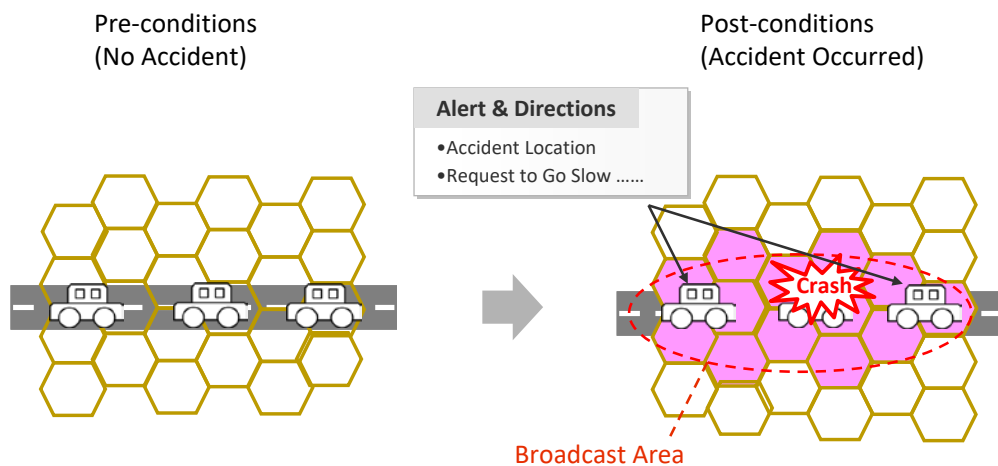 Pre-conditions
(No Accident)
Post-conditions
(Accident Occurred)
Alert & Directions
•Accident Location
•Request to Go Slow ……
Crash
Broadcast Area